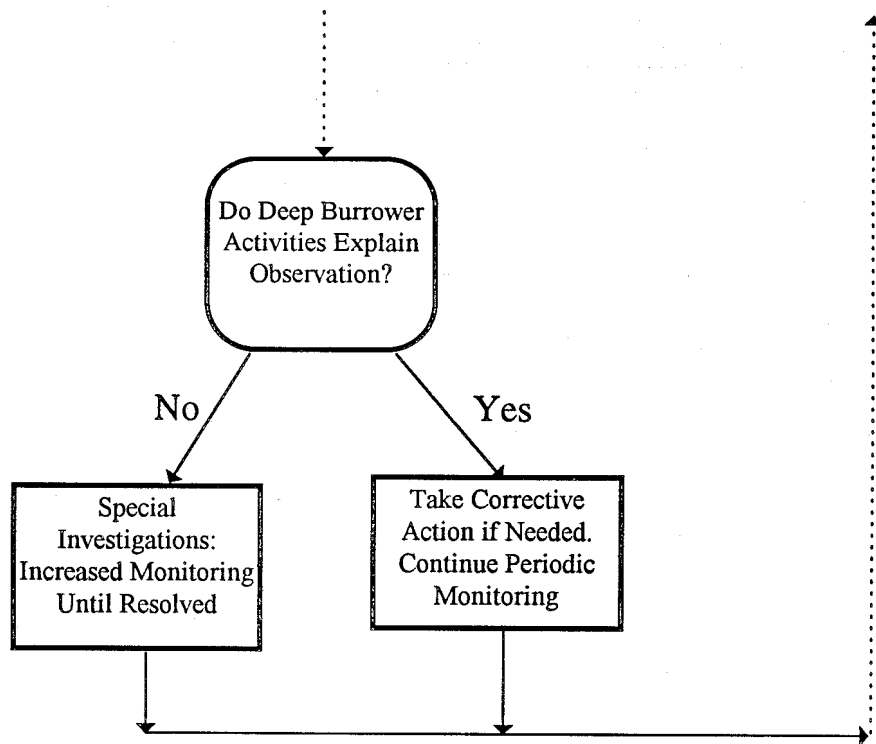 Do Deep Burrower
Activities Explain
Observation?
No
Yes
Special
Investigations:
Increased Monitoring
Until Resolved
Take Corrective
Action if Needed.
Continue Periodic
Monitoring